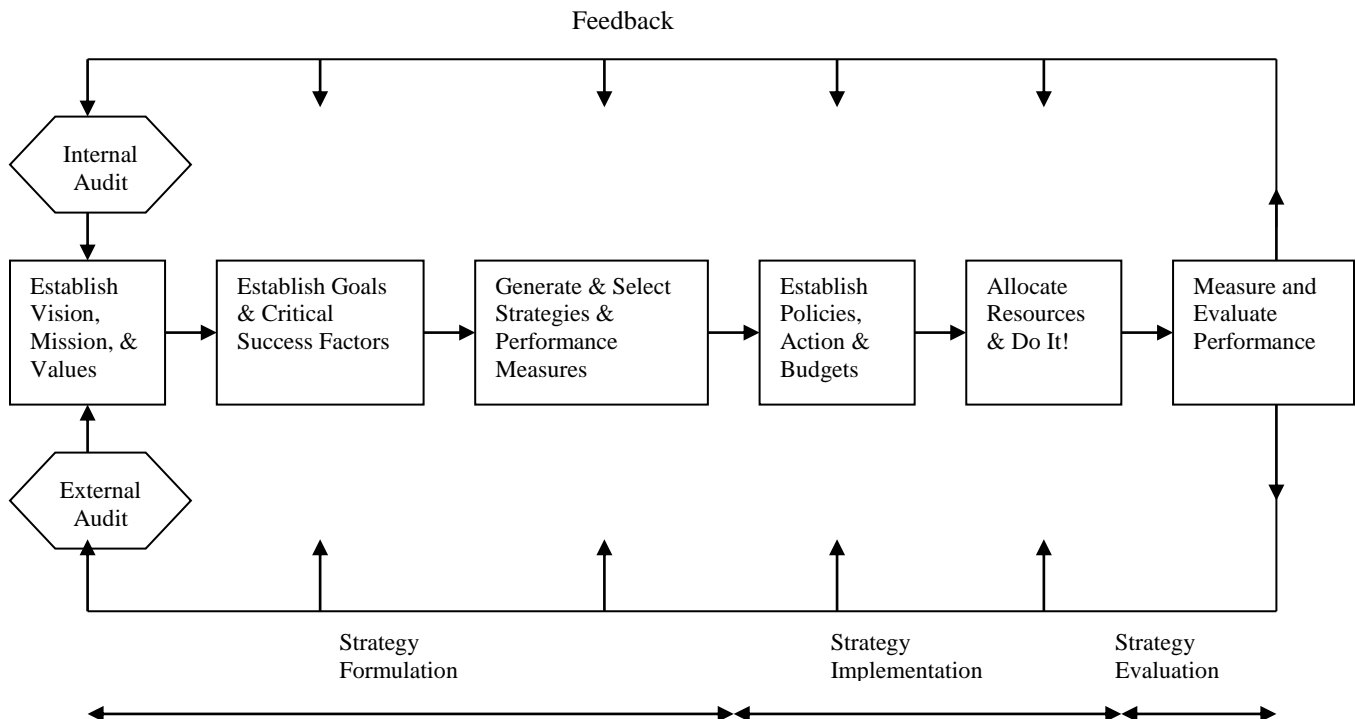 Feedback
Internal
Audit
Establish
Vision,
Mission, &
Values
Establish Goals
& Critical
Success Factors
Generate & Select
Strategies &
Performance
Measures
Establish
Policies,
Action &
Budgets
Allocate
Resources
& Do It!
Measure and
Evaluate
Performance
External
Audit
Strategy
Formulation
Strategy
Implementation
Strategy
Evaluation